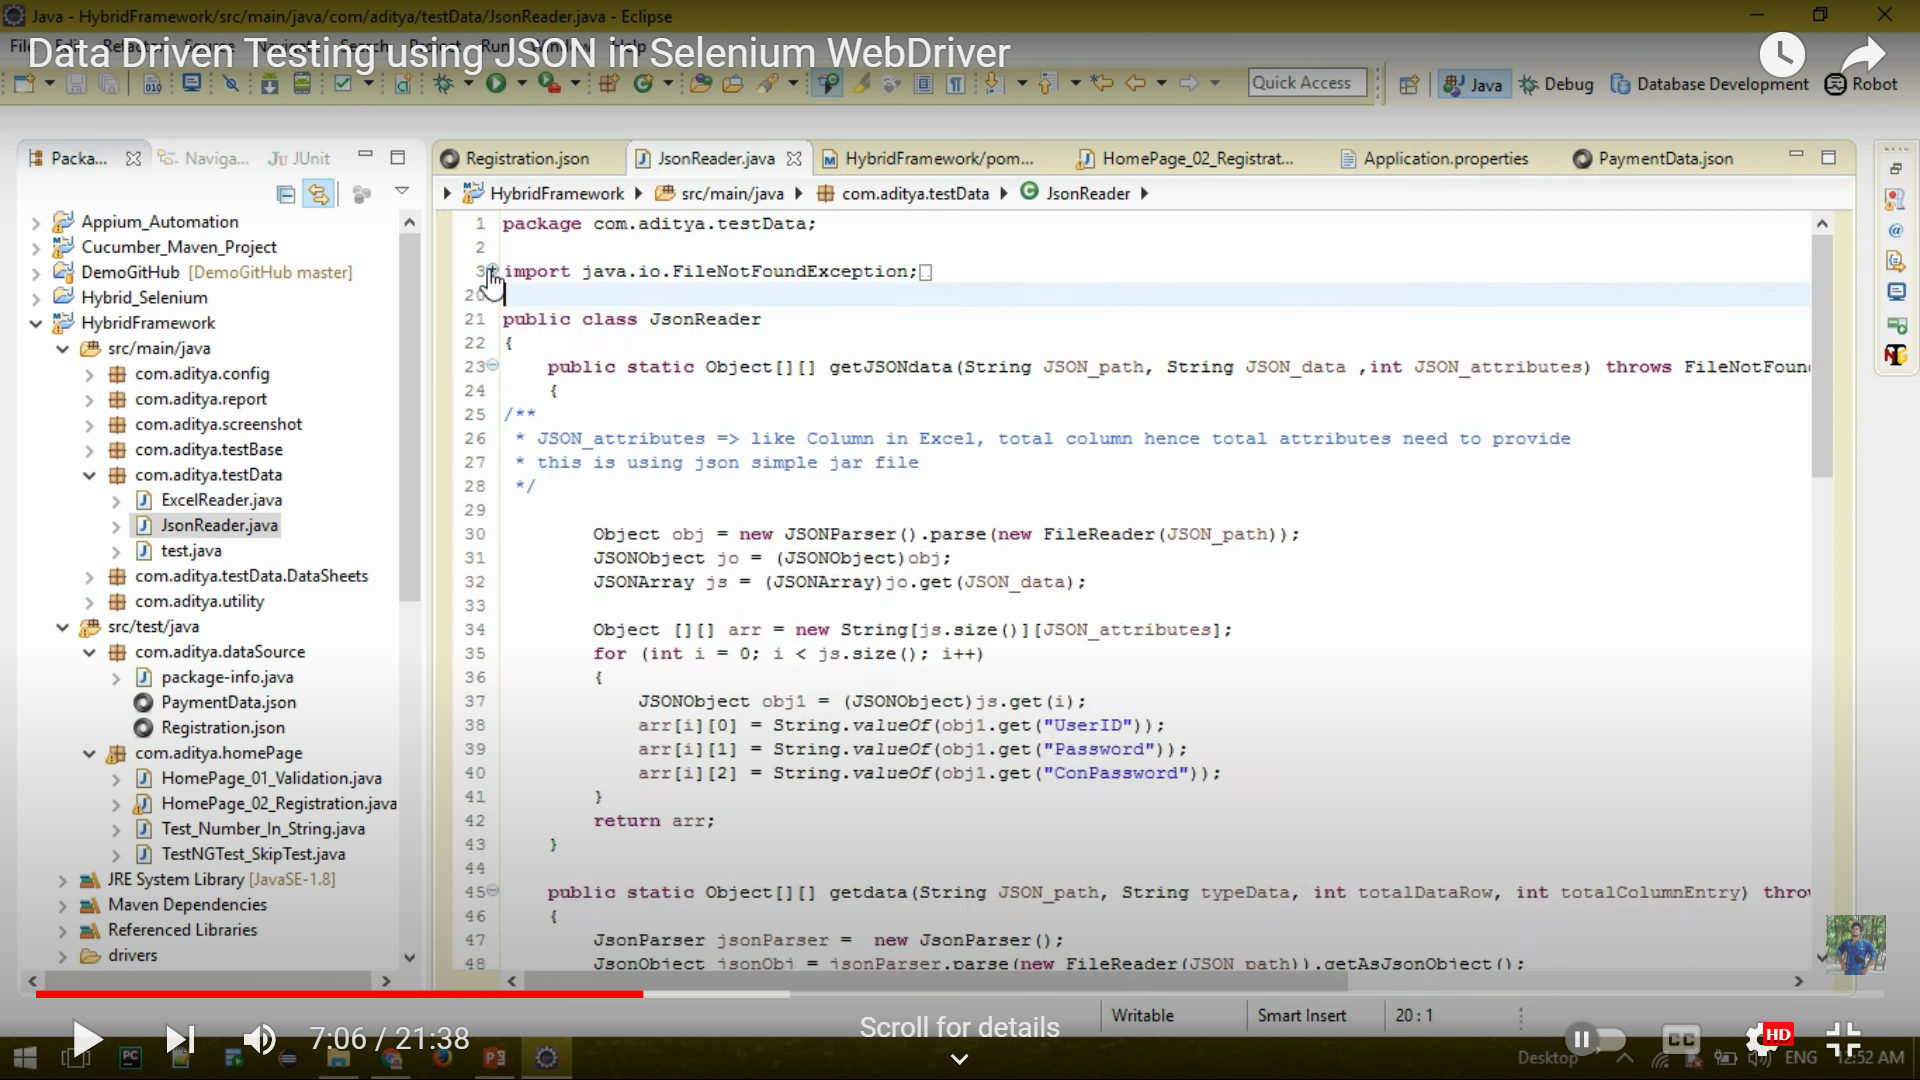 Java - HybridFramework/src/main/java/com/aditya/testData/JsonReader.java - Eclipse
Data Driven Testing using JSON in Selenium WebDriver
Quick Access
Java
Debug
Database Development
Robot
Packa...
Naviga...
JUnit
Registration.json
JsonReader.java
HybridFramework/pom...
HomePage_02_Registrat...
Application.properties
PaymentData.json
HybridFramework
src/main/java
com.aditya.testData
JsonReader
Appium_Automation
Cucumber_Maven_Project
DemoGitHub [DemoGitHub master]
Hybrid_Selenium
HybridFramework
src/main/java
com.aditya.config
com.aditya.report
com.aditya.screenshot
com.aditya.testBase
com.aditya.testData
ExcelReader.java
JsonReader.java
test.java
com.aditya.testData.DataSheets
com.aditya.utility
src/test/java
com.aditya.dataSource
package-info.java
PaymentData.json
Registration.json
com.aditya.homePage
HomePage_01_Validation.java
HomePage_02_Registration.java
Test_Number_In_String.java
TestNGTest_SkipTest.java
JRE System Library [JavaSE-1.8]
Maven Dependencies
Referenced Libraries
drivers
1 package com.aditya.testData;
2
3 import java.io.FileNotFoundException;
20
21 public class JsonReader
22 {
23 public static Object[][] getJSONdata(String JSON_path, String JSON_data ,int JSON_attributes) throws FileNotFoun
24 {
25 /**
26 * JSON_attributes => like Column in Excel, total column hence total attributes need to provide
27 * this is using json simple jar file
28 */
29
30 Object obj = new JSONParser().parse(new FileReader(JSON_path));
31 JSONObject jo = (JSONObject)obj;
32 JSONArray js = (JSONArray)jo.get(JSON_data);
33
34 Object [][] arr = new String[js.size()][JSON_attributes];
35 for (int i = 0; i < js.size(); i++)
36 {
37 JSONObject obj1 = (JSONObject)js.get(i);
38 arr[i][0] = String.valueOf(obj1.get("UserID"));
39 arr[i][1] = String.valueOf(obj1.get("Password"));
40 arr[i][2] = String.valueOf(obj1.get("ConPassword"));
41 }
42 return arr;
43 }
44
45 public static Object[][] getdata(String JSON_path, String typeData, int totalDataRow, int totalColumnEntry) throw
46 {
47 JsonParser jsonParser = new JsonParser();
48 JsonObject jsonObj = jsonParser.parse(new FileReader(JSON_path)).getAsJsonObject();
Writable
Smart Insert
20 : 1
7:06 / 21:38
Scroll for details
CC
HD
Desktop
ENG
12:52 AM